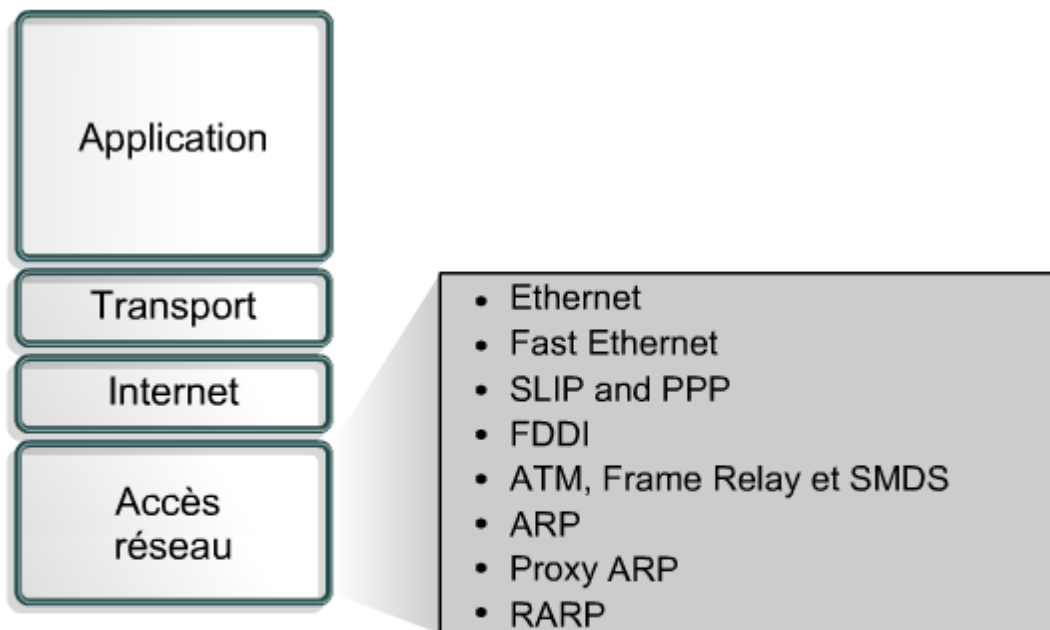 Application
Transport
Internet
Accès
réseau
• Ethernet
• Fast Ethernet
• SLIP and PPP
• FDDI
• ATM, Frame Relay et SMDS
• ARP
• Proxy ARP
• RARP